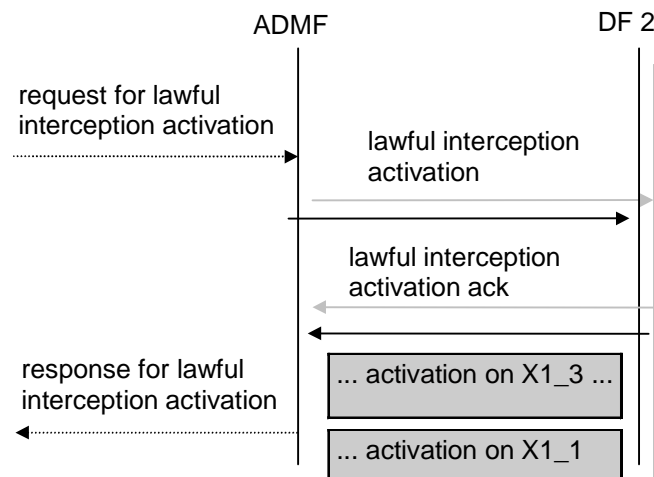 ADMF
DF 2
request for lawful
interception activation
lawful interception
activation
lawful interception
activation ack
response for lawful
interception activation
... activation on X1_3 ...
... activation on X1_1